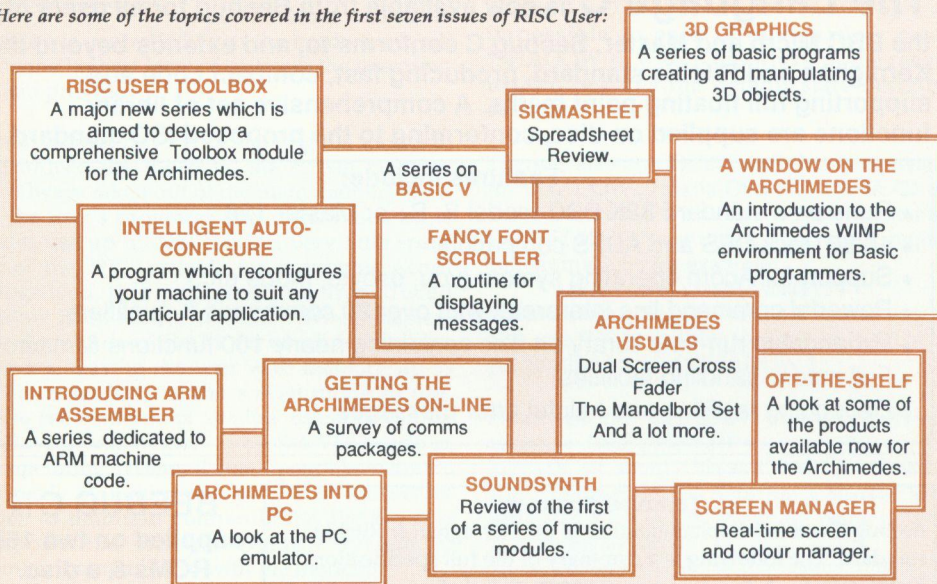 Here are some of the topics covered in the first seven issues of RISC User:
3D GRAPHICS
A series of basic programs
creating and manipulating
3D objects.
RISC USER TOOLBOX
A major new series which is
aimed to develop a
comprehensive Toolbox module
for the Archimedes.
SIGMASHEET
Spreadsheet
Review.
A series on
BASIC V
A WINDOW ON THE
ARCHIMEDES
An introduction to the
Archimedes WIMP
environment for Basic
programmers.
INTELLIGENT AUTO-
CONFIGURE
A program which reconfigures
your machine to suit any
particular application.
FANCY FONT
SCROLLER
A routine for
displaying
messages.
ARCHIMEDES
VISUALS
Dual Screen Cross
Fader
The Mandelbrot Set
And a lot more.
OFF-THE-SHELF
A look at some of
the products
available now for
the Archimedes.
INTRODUCING ARM
ASSEMBLER
A series dedicated to
ARM machine
code.
GETTING THE
ARCHIMEDES ON-LINE
A survey of comms
packages.
ARCHIMEDES INTO
PC
A look at the PC
emulator.
SOUNDSYNTH
Review of the first
of a series of music
modules.
SCREEN MANAGER
Real-time screen
and colour manager.